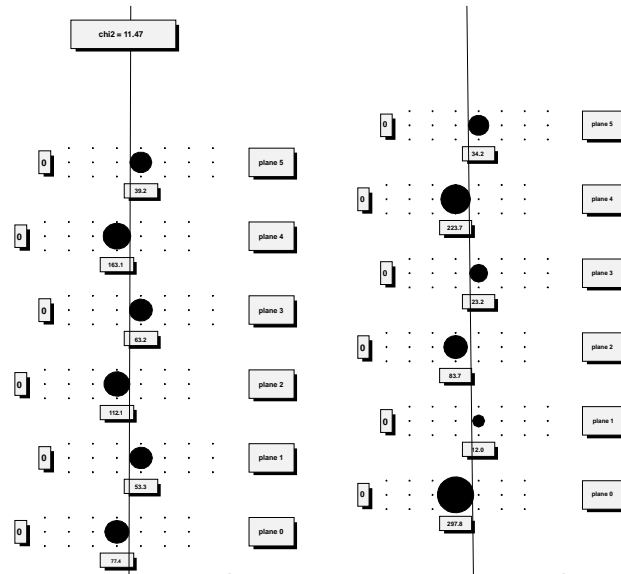 chi2 = 11.47
0
plane 5
39.2
0
plane 4
163.1
0
plane 3
63.2
0
plane 2
112.1
0
plane 1
53.3
0
plane 0
77.4
0
plane 5
34.2
0
plane 4
223.7
0
plane 3
23.2
0
plane 2
83.7
0
plane 1
12.0
0
plane 0
297.8